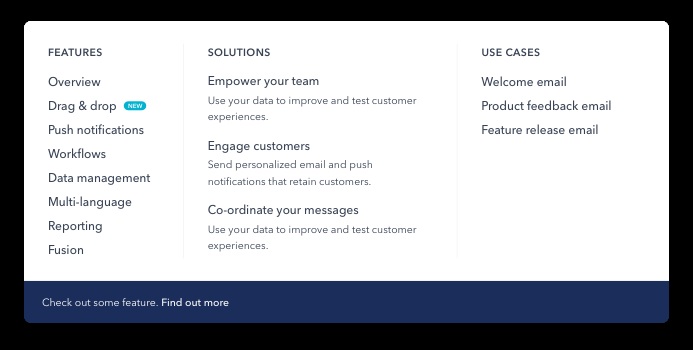 FEATURES
Overview
Drag & drop NEW
Push notifications
Workflows
Data management
Multi-language
Reporting
Fusion
SOLUTIONS
Empower your team
Use your data to improve and test customer
experiences.
Engage customers
Send personalized email and push
notifications that retain customers.
Co-ordinate your messages
Use your data to improve and test customer
experiences.
USE CASES
Welcome email
Product feedback email
Feature release email
Check out some feature. Find out more